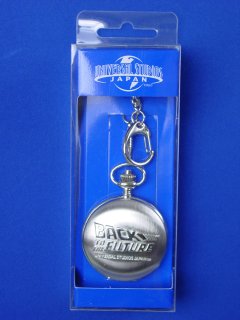 UNIVERSAL STUDIOS
JAPAN
BACK
TO THE
FUTURE
UNIVERSAL STUDIOS JAPAN